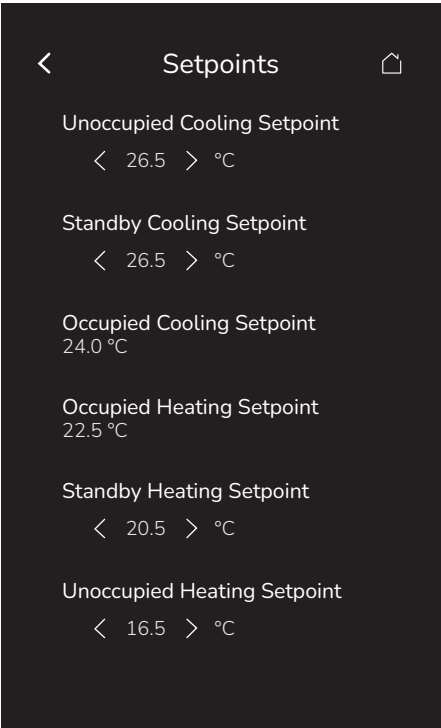 Setpoints
Unoccupied Cooling Setpoint
26.5 °C
Standby Cooling Setpoint
26.5 °C
Occupied Cooling Setpoint
24.0 °C
Occupied Heating Setpoint
22.5 °C
Standby Heating Setpoint
20.5 °C
Unoccupied Heating Setpoint
16.5 °C